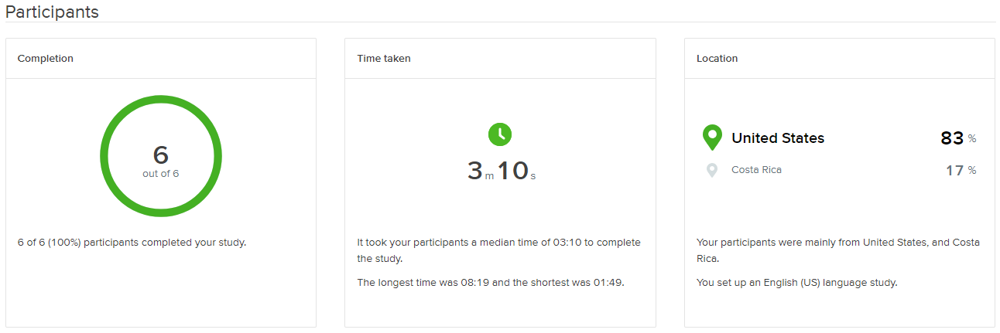 Participants
Completion
6
out of 6
6 of 6 (100%) participants completed your study.
Time taken
3 m 10 s
It took your participants a median time of 03:10 to complete
the study.
The longest time was 08:19 and the shortest was 01:49.
Location
United States 83 %
Costa Rica 17 %
Your participants were mainly from United States, and Costa
Rica.
You set up an English (US) language study.